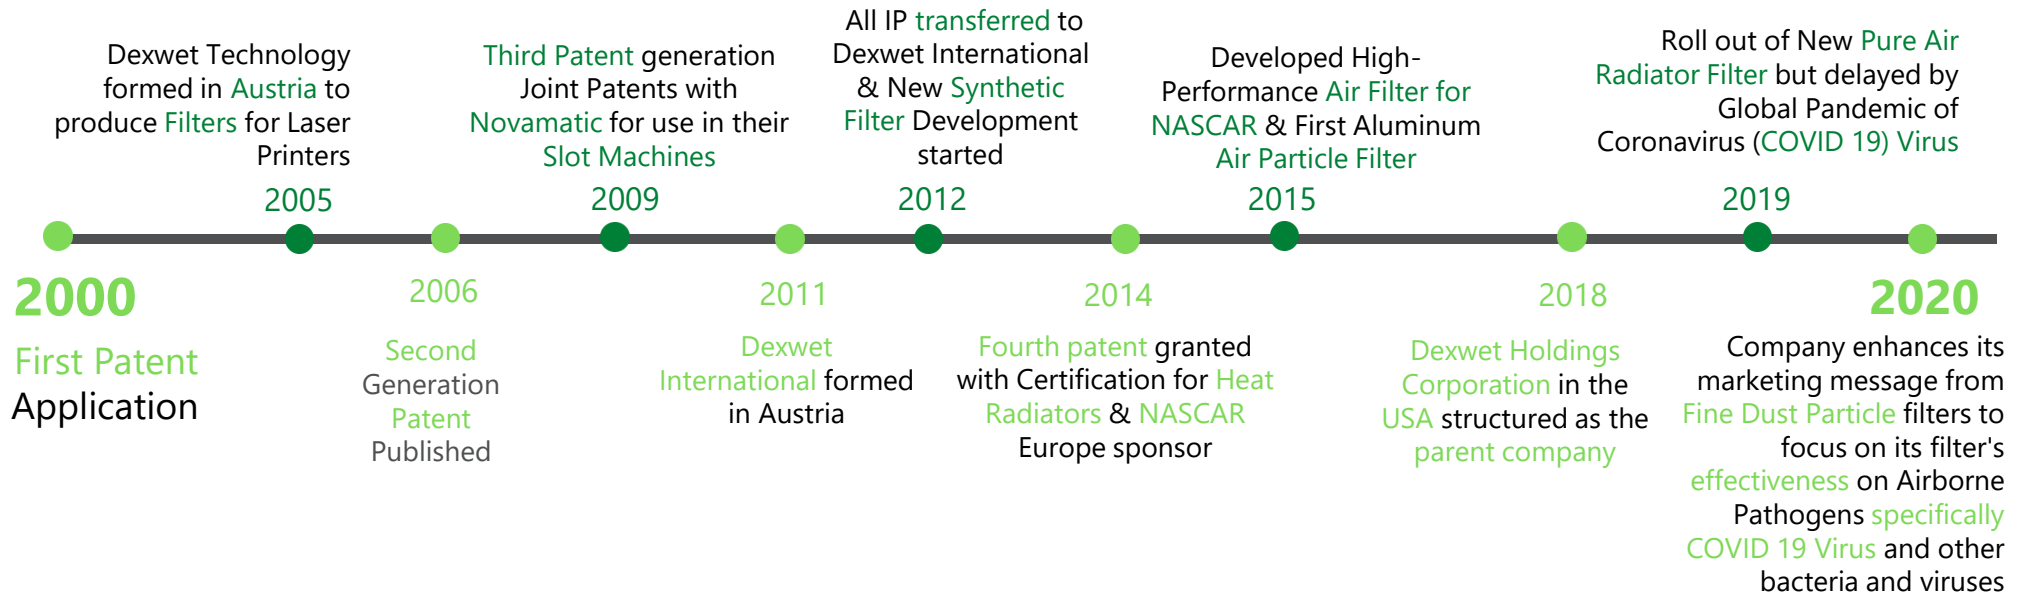 Dexwet Technology
formed in Austria to
produce Filters for Laser
Printers
2005
Third Patent generation
Joint Patents with
Novamatic for use in their
Slot Machines
2009
All IP transferred to
Dexwet International
& New Synthetic
Filter Development
started
2012
Developed High-
Performance Air Filter for
NASCAR & First Aluminum
Air Particle Filter
2015
Roll out of New Pure Air
Radiator Filter but delayed by
Global Pandemic of
Coronavirus (COVID 19) Virus
2019
2000
First Patent
Application
2006
Second
Generation
Patent
Published
2011
Dexwet
International formed
in Austria
2014
Fourth patent granted
with Certification for Heat
Radiators & NASCAR
Europe sponsor
2018
Dexwet Holdings
Corporation in the
USA structured as the
parent company
2020
Company enhances its
marketing message from
Fine Dust Particle filters to
focus on its filter's
effectiveness on Airborne
Pathogens specifically
COVID 19 Virus and other
bacteria and viruses